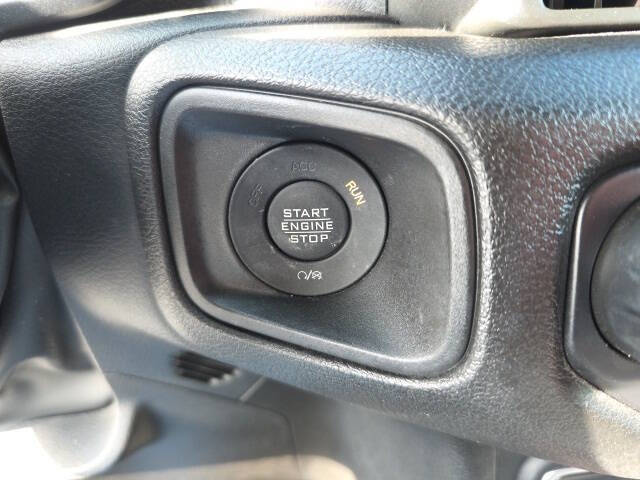 ACC
OFF
RUN
START
ENGINE
STOP